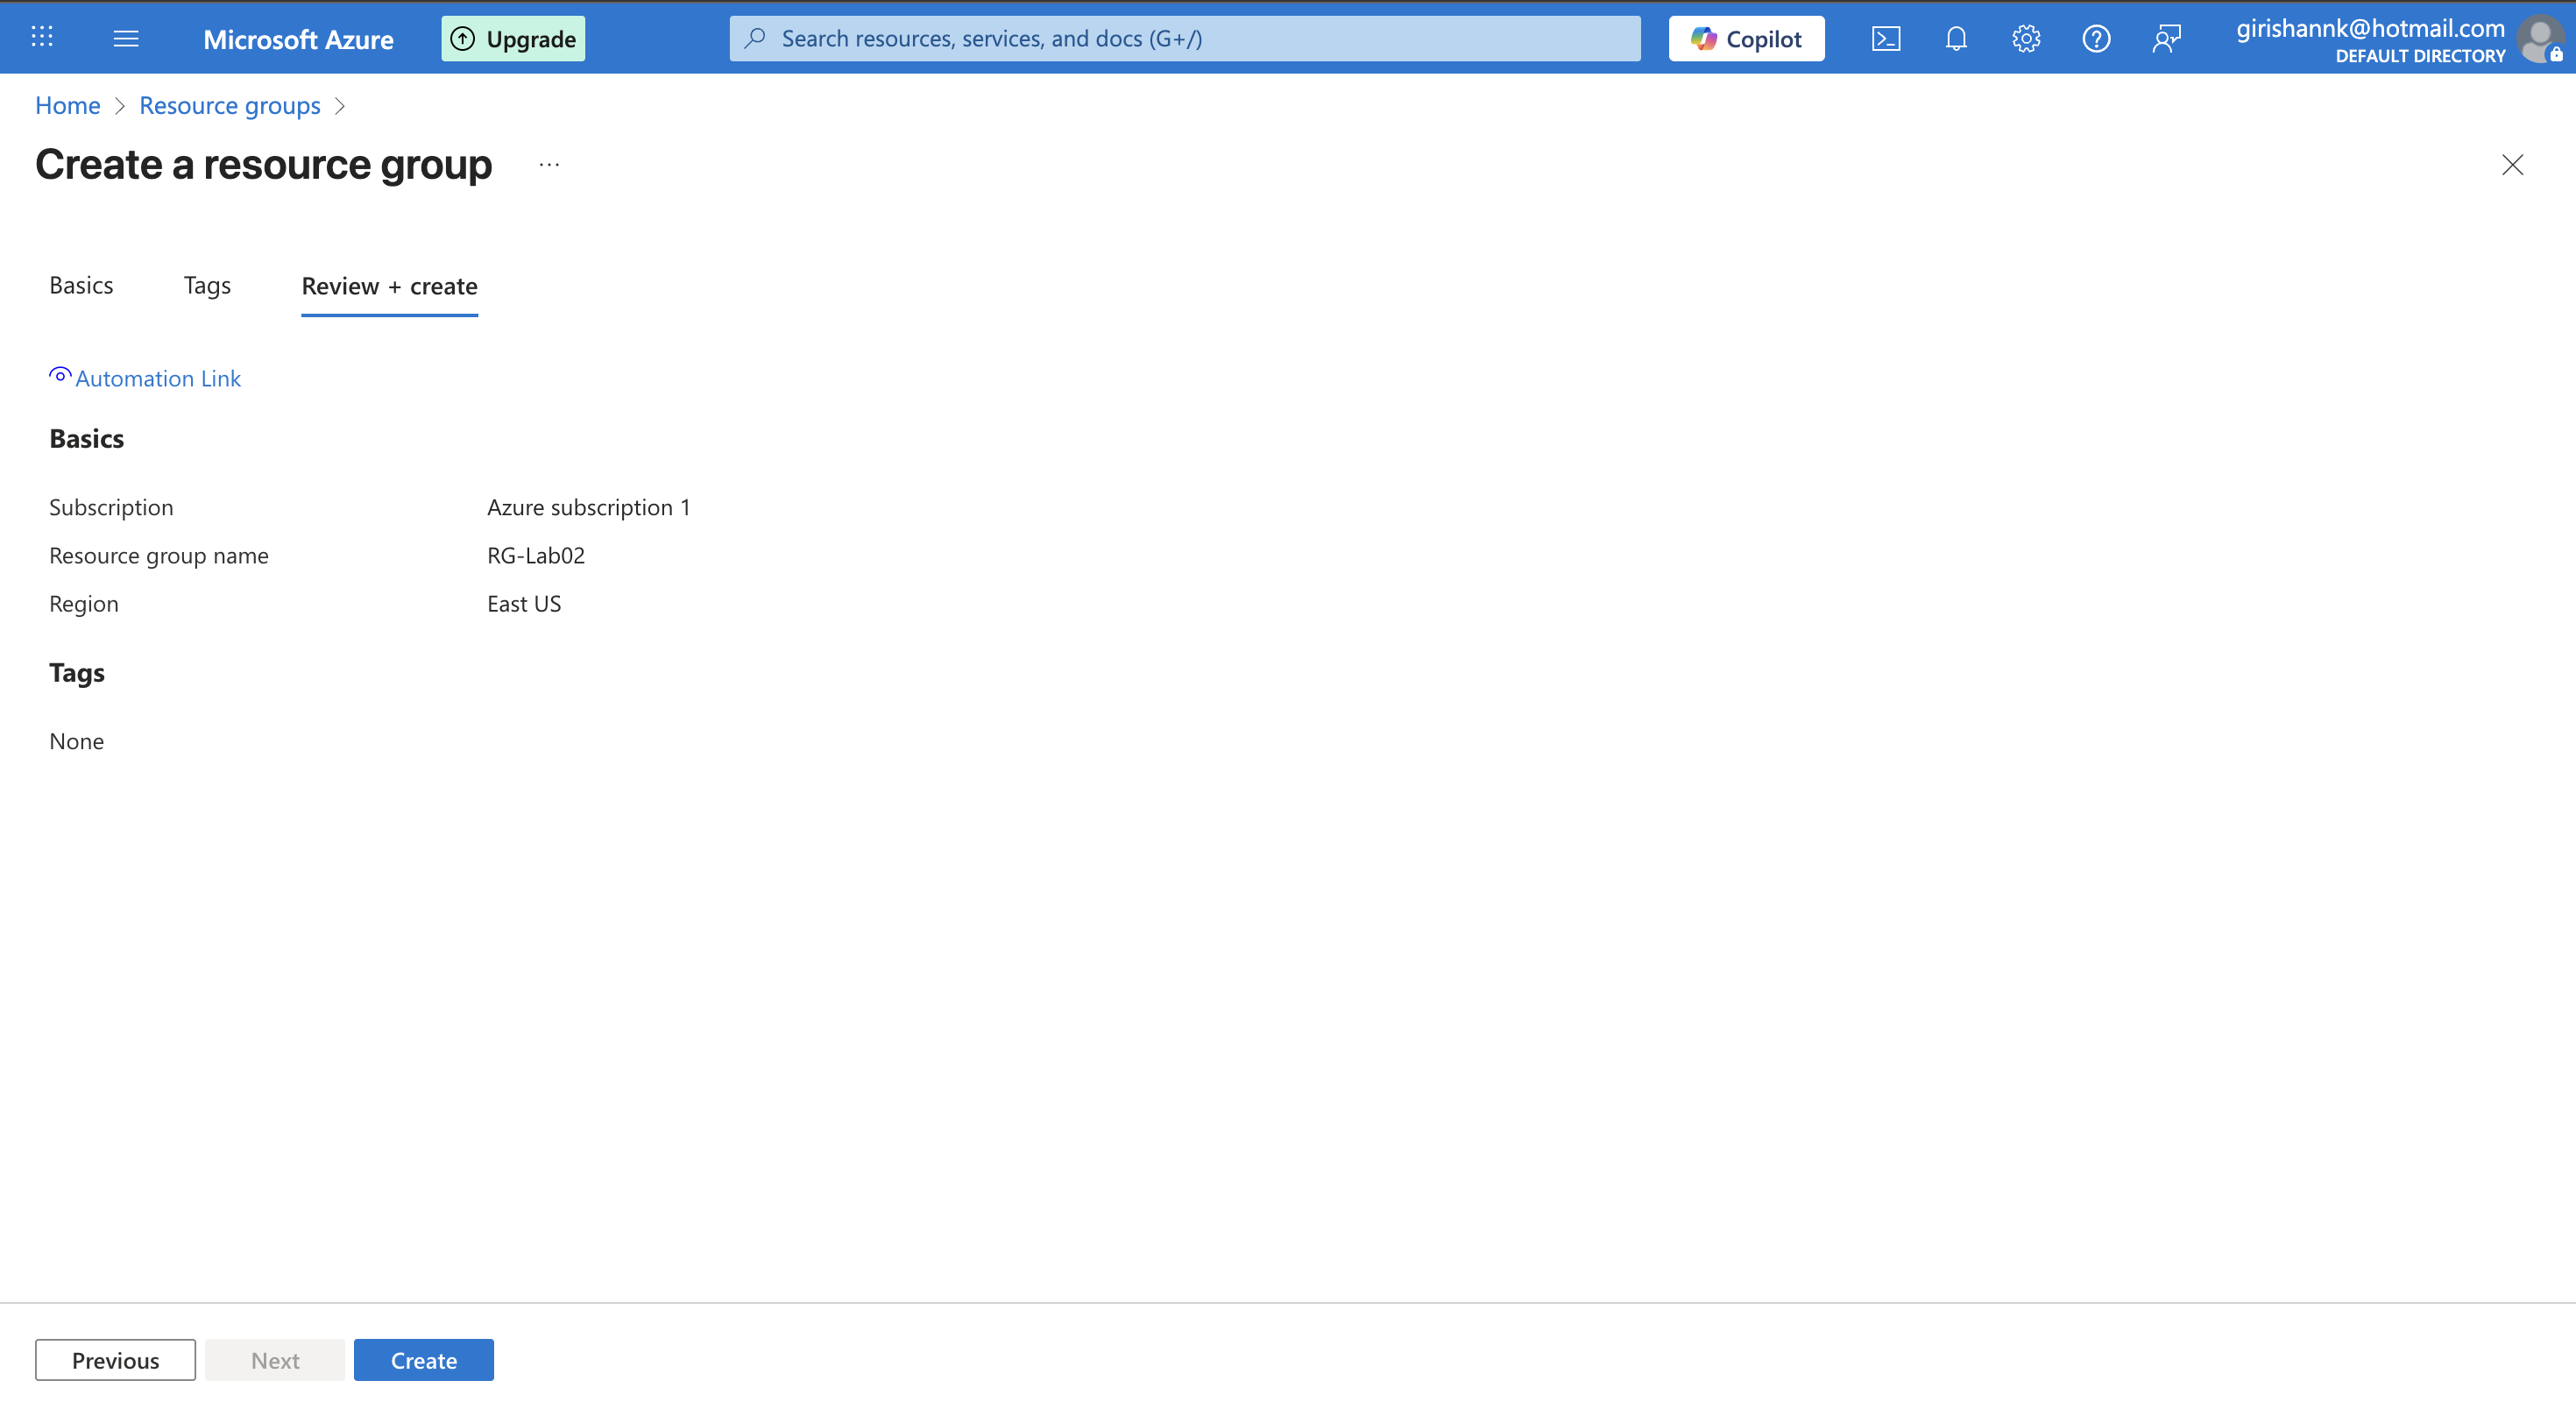 Microsoft Azure
Upgrade
Search resources, services, and docs (G+/)
Copilot
girishannk@hotmail.com
DEFAULT DIRECTORY
Home > Resource groups >
Create a resource group ...
Basics Tags Review + create
Automation Link
Basics
Subscription Azure subscription 1
Resource group name RG-Lab02
Region East US
Tags
None
Previous Next Create